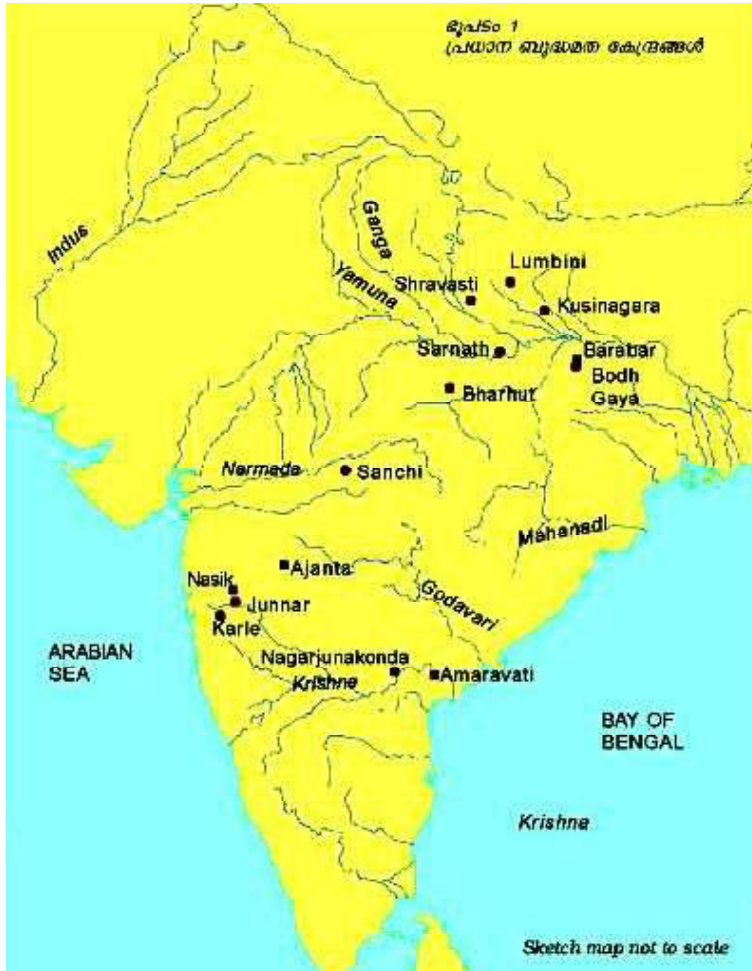 ഭൂപടം 1
പ്രധാന ബുദ്ധമത കേന്ദ്രങ്ങൾ
Indus
Ganga
Yamuna
Lumbini
Shravasti
Kusinagara
Sarnath
Barabar
Bodh
Gaya
Bharhut
Narmada
Sanchi
Mahanadi
Ajanta
Nasik
Junnar
Karle
Godavari
ARABIAN
SEA
Nagarjunakonda
Krishna
Amaravati
BAY OF
BENGAL
Krishna
Sketch map not to scale